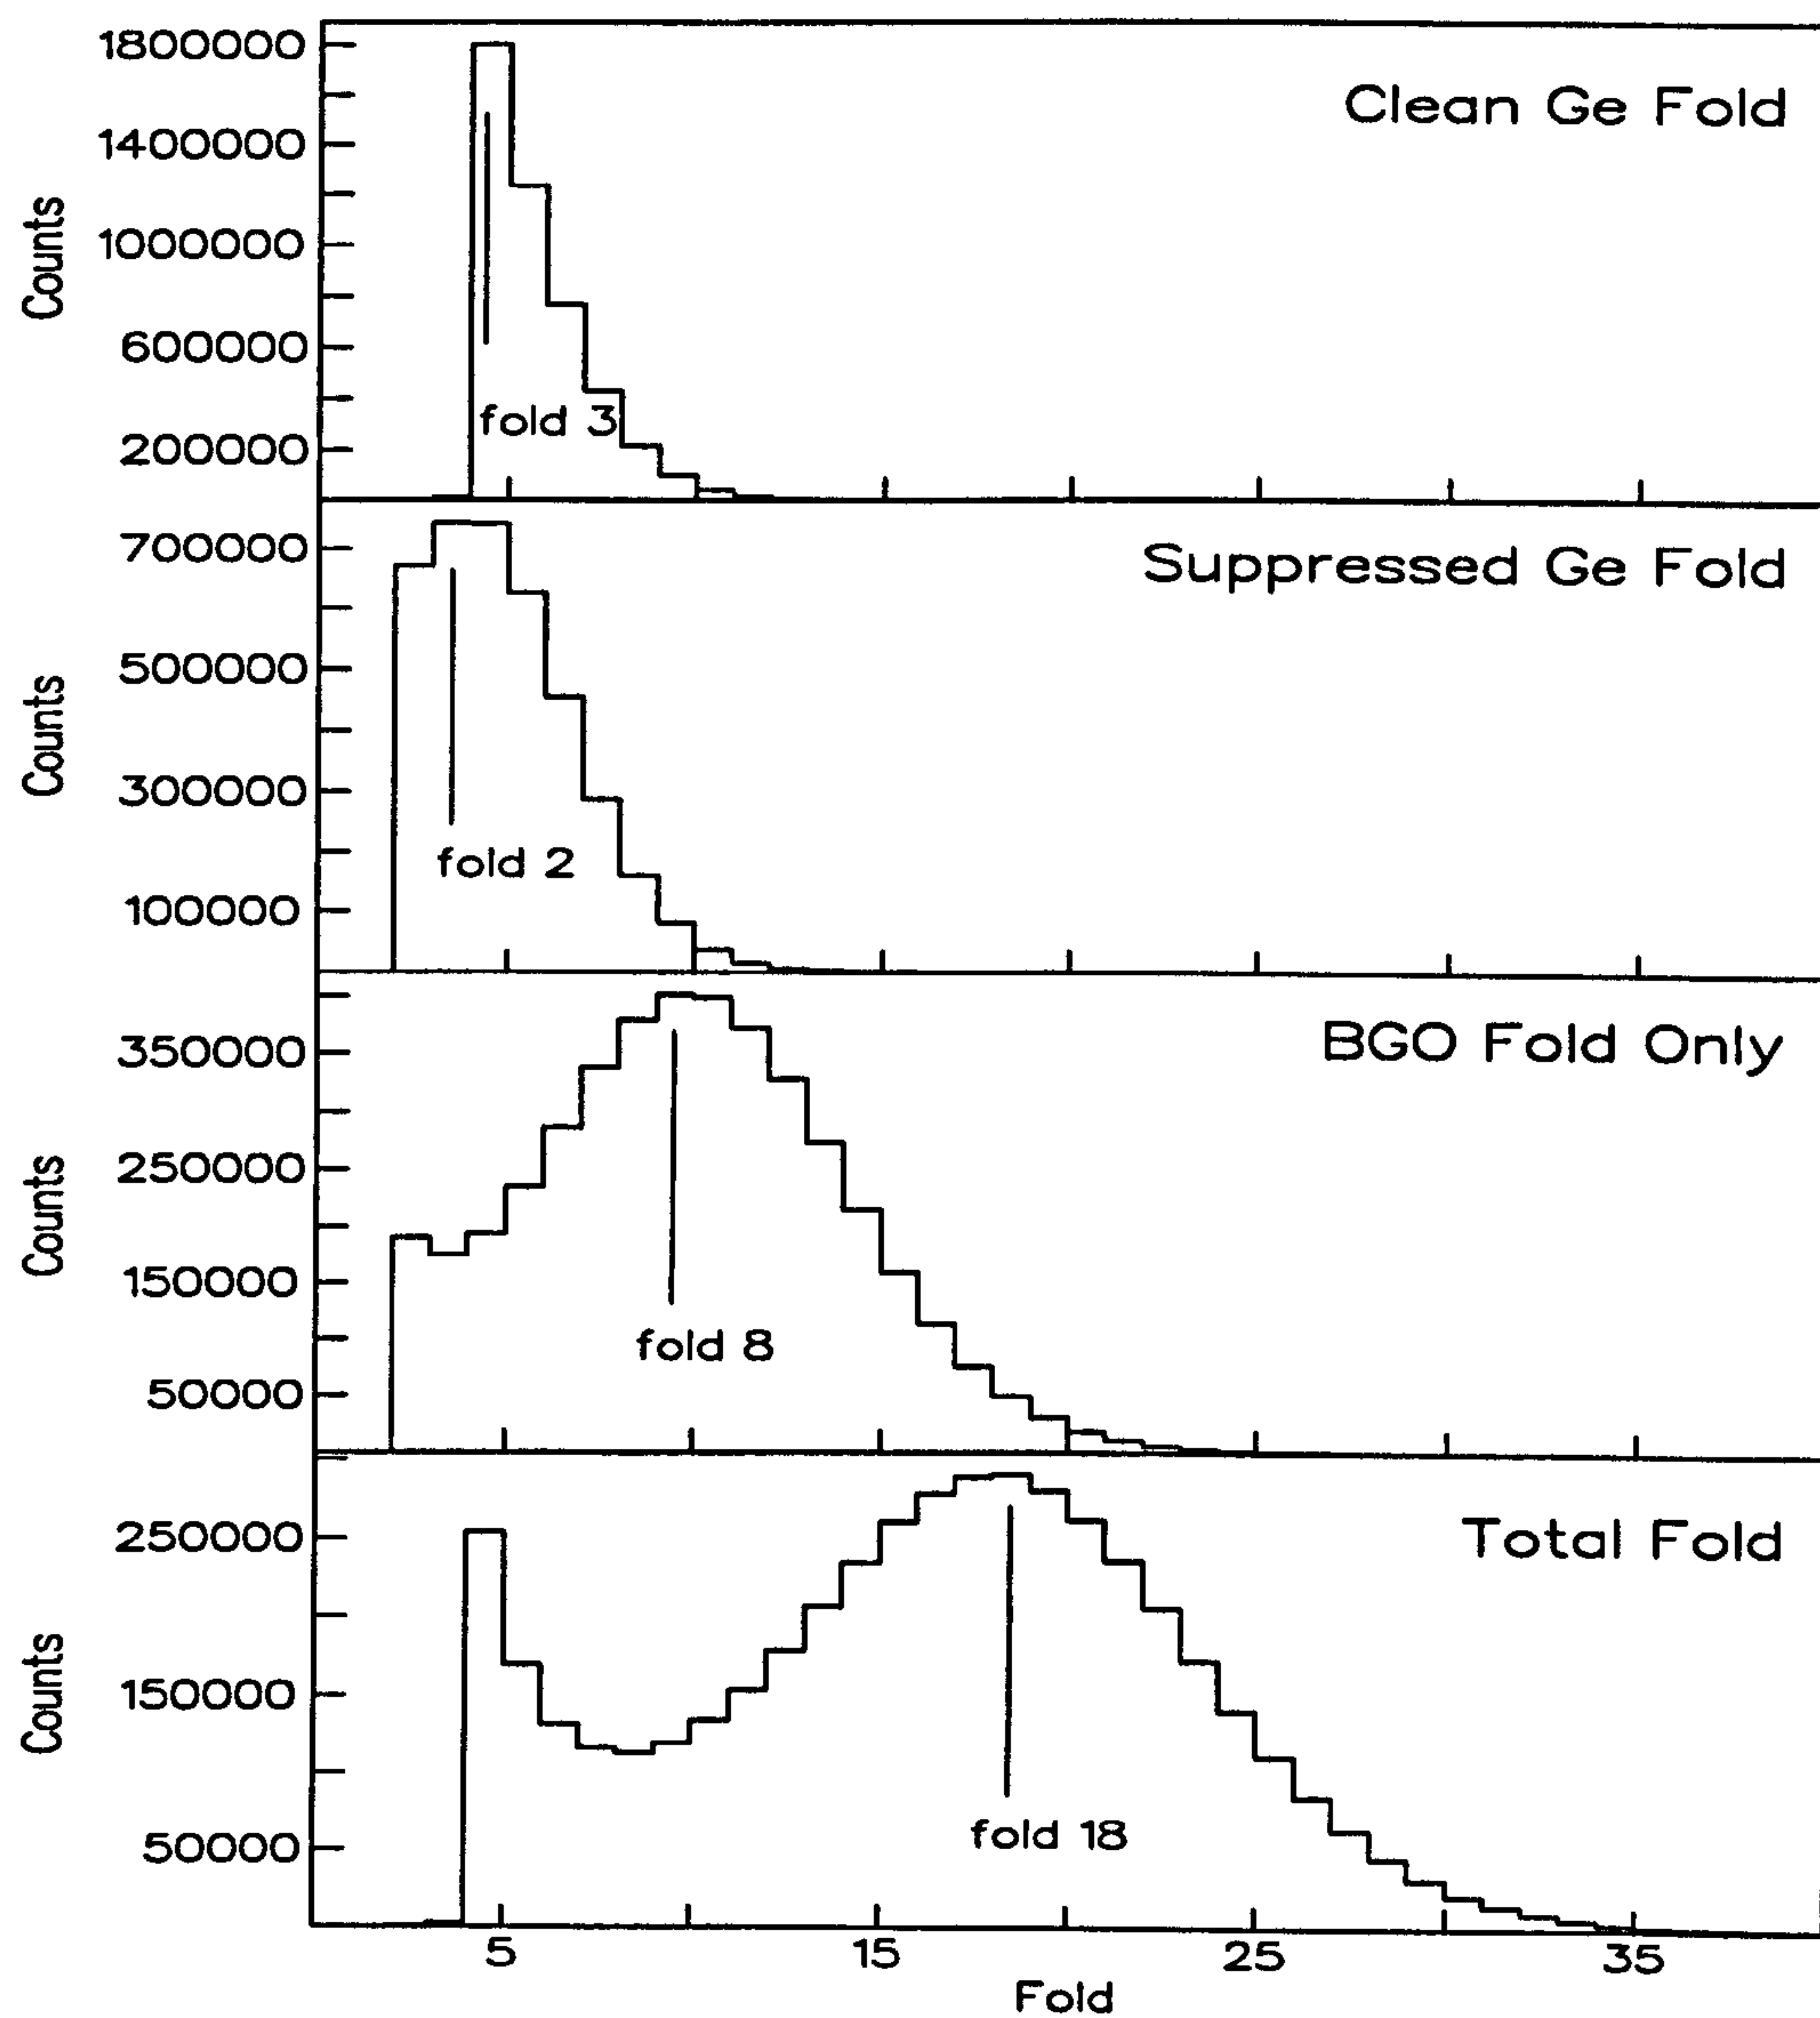 Clean Ge Fold
Counts
1800000
1400000
1000000
600000
200000
fold 3
Suppressed Ge Fold
Counts
700000
500000
300000
100000
fold 2
BGO Fold Only
Counts
350000
250000
150000
50000
fold 8
Total Fold
Counts
250000
150000
50000
fold 18
5
15
25
35
Fold